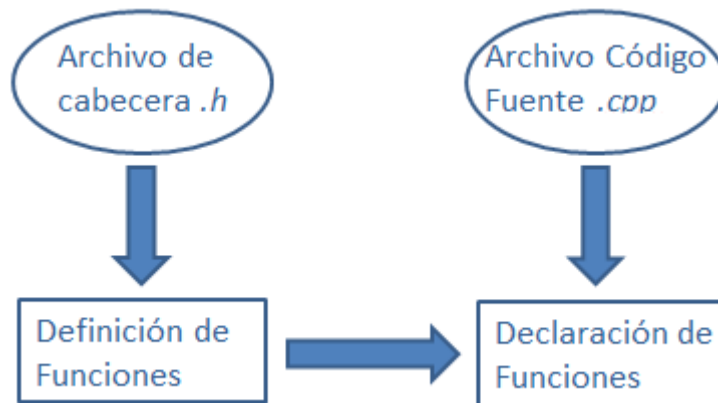 Archivo de
cabecera .h
Archivo Código
Fuente .cpp
Definición de
Funciones
Declaración de
Funciones